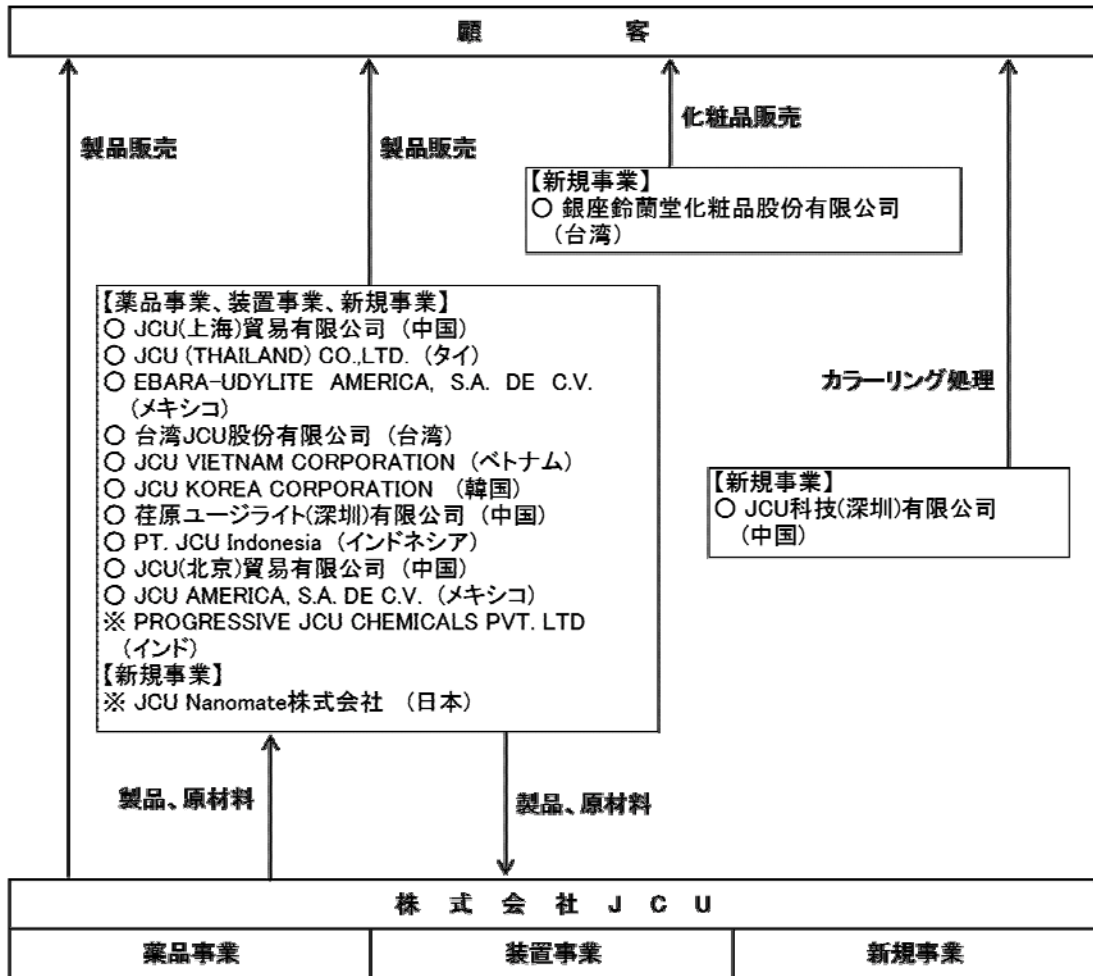 顧客
製品販売
製品販売
化粧品販売
【新規事業】
○ 銀座鈴蘭堂化粧品股份有限公司
(台湾)
【薬品事業、装置事業、新規事業】
○ JCU(上海)貿易有限公司 (中国)
○ JCU (THAILAND) CO.,LTD. (タイ)
○ EBARA-UDYLITE AMERICA, S.A. DE C.V.
(メキシコ)
○ 台湾JCU股份有限公司 (台湾)
○ JCU VIETNAM CORPORATION (ベトナム)
○ JCU KOREA CORPORATION (韓国)
○ 荏原ユージライト(深圳)有限公司 (中国)
○ PT. JCU Indonesia (インドネシア)
○ JCU(北京)貿易有限公司 (中国)
○ JCU AMERICA, S.A. DE C.V. (メキシコ)
※ PROGRESSIVE JCU CHEMICALS PVT. LTD
(インド)
【新規事業】
※ JCU Nanomate株式会社 (日本)
カラーリング処理
【新規事業】
○ JCU科技(深圳)有限公司
(中国)
製品、原材料
製品、原材料
株式会社JCU
薬品事業
装置事業
新規事業